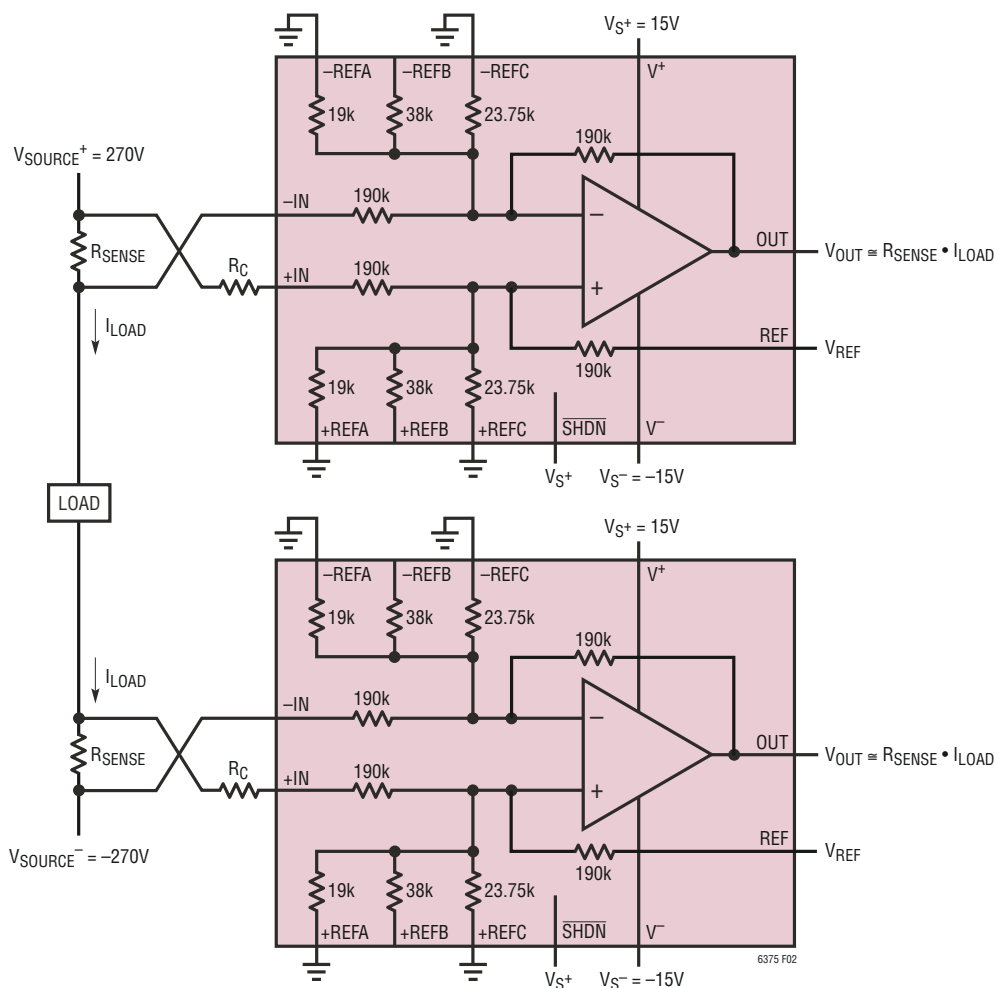 V_S⁺ = 15V
–REFA –REFB –REFC V⁺
19k 38k 23.75k
190k
V_SOURCE⁺ = 270V
–IN 190k
R_SENSE
–
OUT V_OUT ≅ R_SENSE • I_LOAD
R_C +IN 190k
+
I_LOAD
REF V_REF
190k
19k 38k 23.75k
+REFA +REFB +REFC SHDN V⁻
V_S⁺ V_S⁻ = –15V
LOAD
V_S⁺ = 15V
–REFA –REFB –REFC V⁺
19k 38k 23.75k
190k
I_LOAD
–IN 190k
R_SENSE
–
OUT V_OUT ≅ R_SENSE • I_LOAD
R_C +IN 190k
+
V_SOURCE⁻ = –270V
REF V_REF
190k
19k 38k 23.75k
+REFA +REFB +REFC SHDN V⁻
6375 F02
V_S⁺ V_S⁻ = –15V